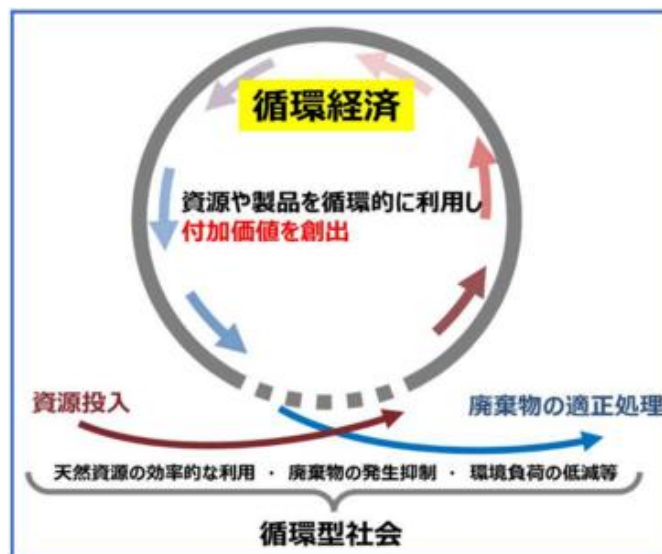 循環経済
資源や製品を循環的に利用し
付加価値を創出
資源投入
廃棄物の適正処理
天然資源の効率的な利用 ・ 廃棄物の発生抑制 ・ 環境負荷の低減等
循環型社会